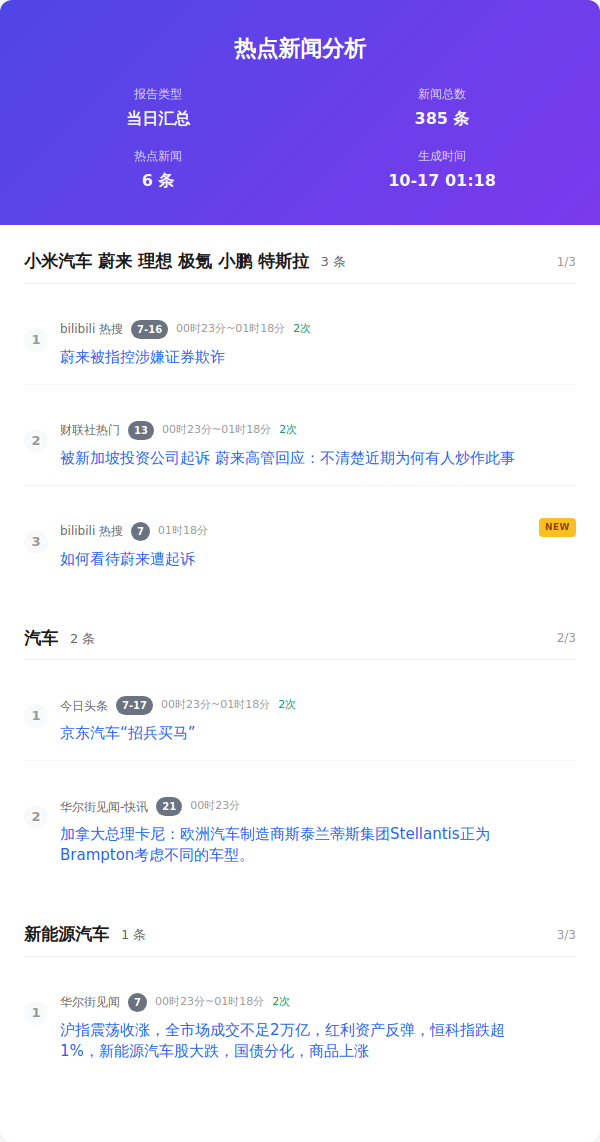 热点新闻分析
报告类型
新闻总数
当日汇总
385 条
热点新闻
生成时间
6 条
10-17 01:18
小米汽车 蔚来 理想 极氪 小鹏 特斯拉 3 条 1/3
1
bilibili 热搜 7-16 00时23分~01时18分 2次
蔚来被指控涉嫌证券欺诈
2
财联社热门 13 00时23分~01时18分 2次
被新加坡投资公司起诉 蔚来高管回应：不清楚近期为何有人炒作此事
3
bilibili 热搜 7 01时18分 NEW
如何看待蔚来遭起诉
汽车 2 条 2/3
1
今日头条 7-17 00时23分~01时18分 2次
京东汽车“招兵买马”
2
华尔街见闻-快讯 21 00时23分
加拿大总理卡尼：欧洲汽车制造商斯泰兰蒂斯集团Stellantis正为
Brampton考虑不同的车型。
新能源汽车 1 条 3/3
1
华尔街见闻 7 00时23分~01时18分 2次
沪指震荡收涨，全市场成交不足2万亿，红利资产反弹，恒科指跌超
1%，新能源汽车股大跌，国债分化，商品上涨